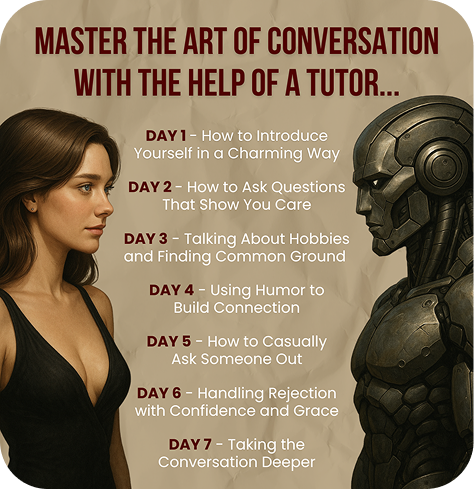 MASTER THE ART OF CONVERSATION
WITH THE HELP OF A TUTOR...
DAY 1 - How to Introduce
Yourself in a Charming Way
DAY 2 - How to Ask Questions
That Show You Care
DAY 3 - Talking About Hobbies
and Finding Common Ground
DAY 4 - Using Humor to
Build Connection
DAY 5 - How to Casually
Ask Someone Out
DAY 6 - Handling Rejection
with Confidence and Grace
DAY 7 - Taking the
Conversation Deeper